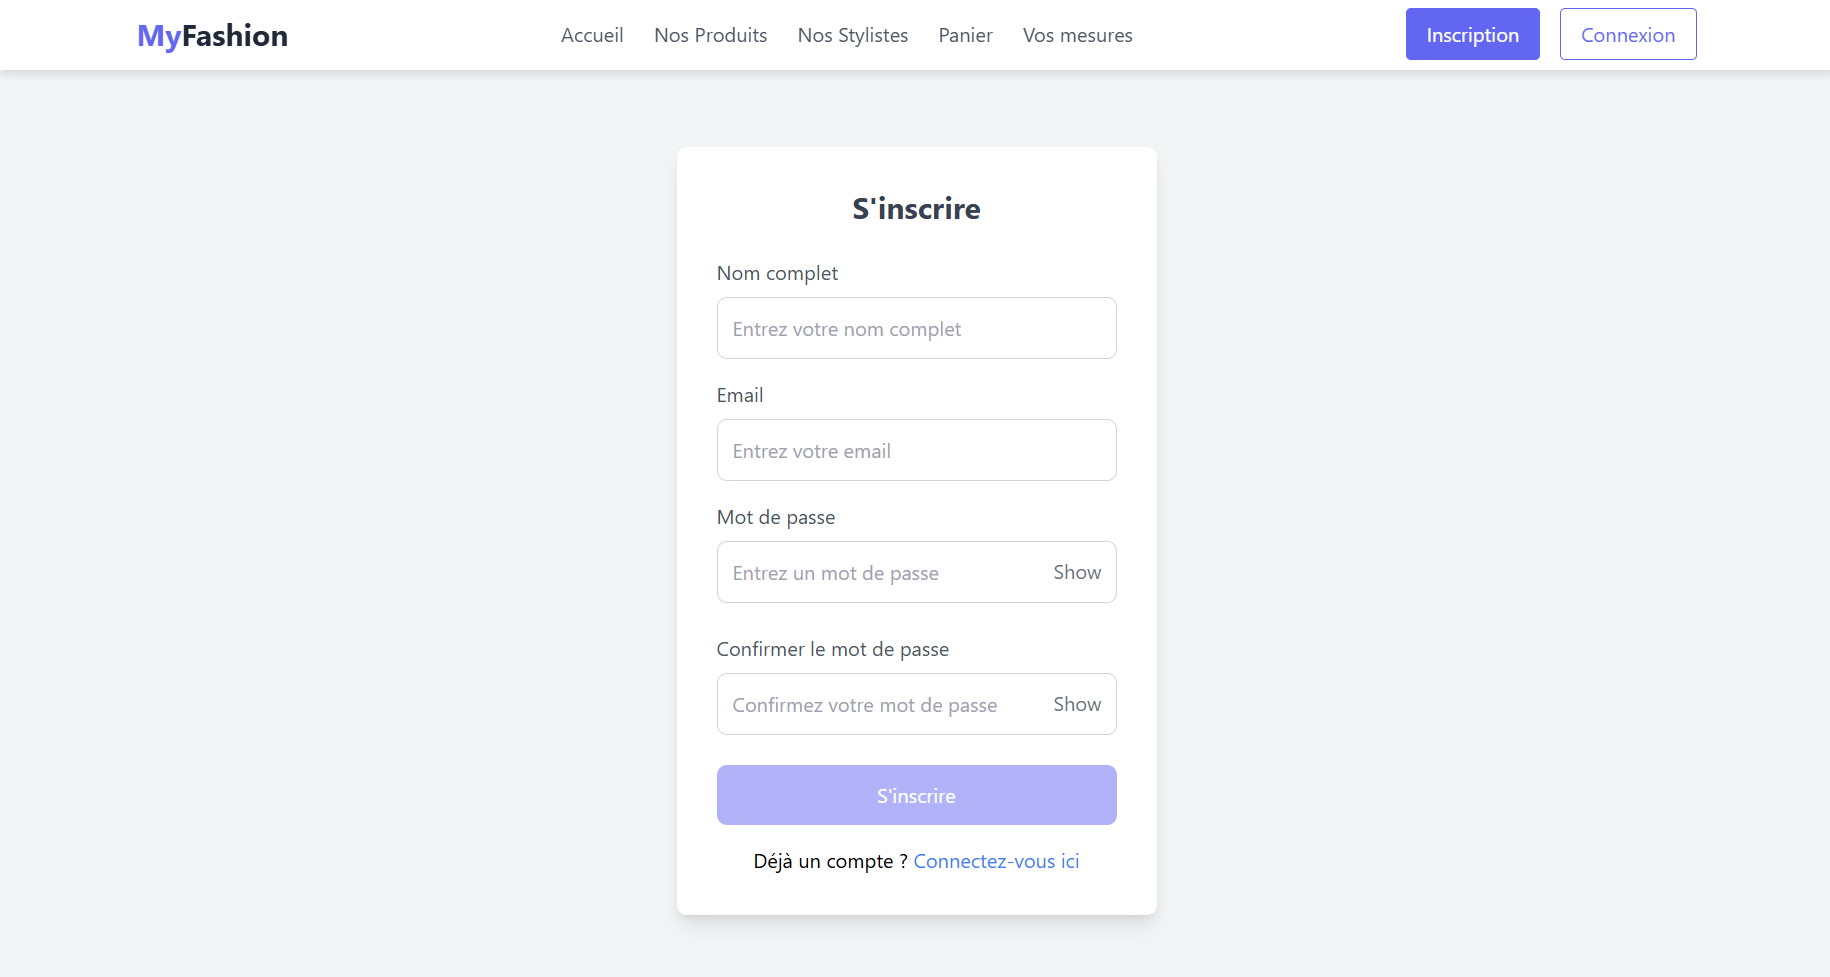 MyFashion Accueil Nos Produits Nos Stylistes Panier Vos mesures Inscription Connexion
S'inscrire
Nom complet
Entrez votre nom complet
Email
Entrez votre email
Mot de passe
Entrez un mot de passe Show
Confirmer le mot de passe
Confirmez votre mot de passe Show
S'inscrire
Déjà un compte ? Connectez-vous ici